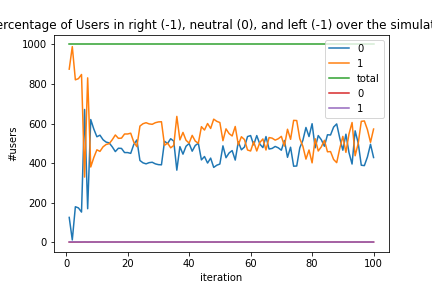 ercentage of Users in right (-1), neutral (0), and left (-1) over the simulat
1000
800
600
400
200
0
#users
0
1
total
0
1
0 20 40 60 80 100
iteration